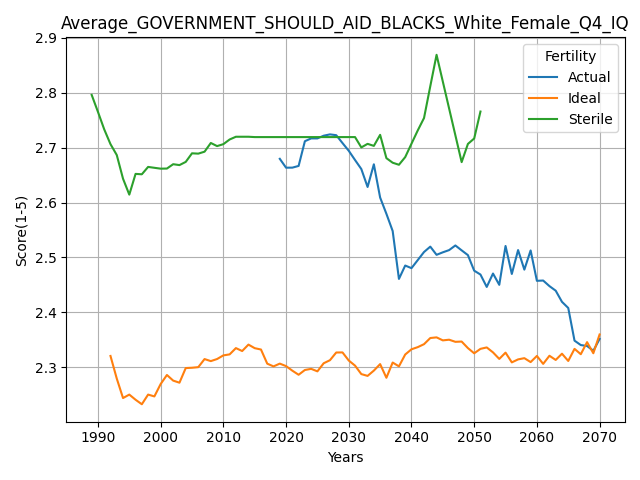 Average_GOVERNMENT_SHOULD_AID_BLACKS_White_Female_Q4_IQ
Fertility
Actual
Ideal
Sterile
Score(1-5)
2.9
2.8
2.7
2.6
2.5
2.4
2.3
1990 2000 2010 2020 2030 2040 2050 2060 2070
Years